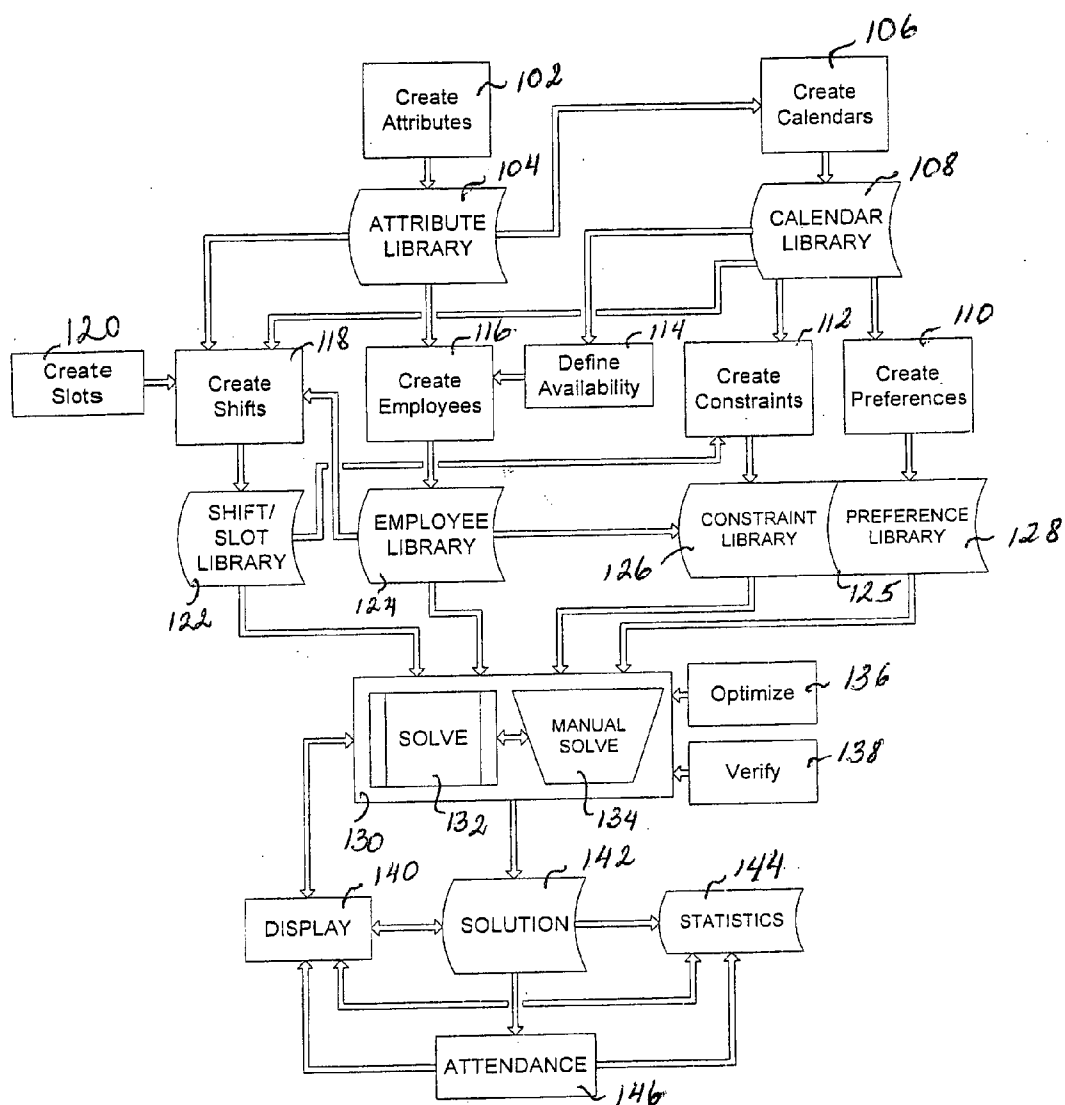 106
102
Create
Attributes
Create
Calendars
104
108
ATTRIBUTE
LIBRARY
CALENDAR
LIBRARY
120
118
116
114
112
110
Create
Slots
Create
Shifts
Create
Employees
Define
Availability
Create
Constraints
Create
Preferences
SHIFT/
SLOT
LIBRARY
EMPLOYEE
LIBRARY
CONSTRAINT
LIBRARY
PREFERENCE
LIBRARY
128
122
124
126
125
Optimize
136
SOLVE
MANUAL
SOLVE
Verify
138
130
132
134
140
142
144
DISPLAY
SOLUTION
STATISTICS
ATTENDANCE
146